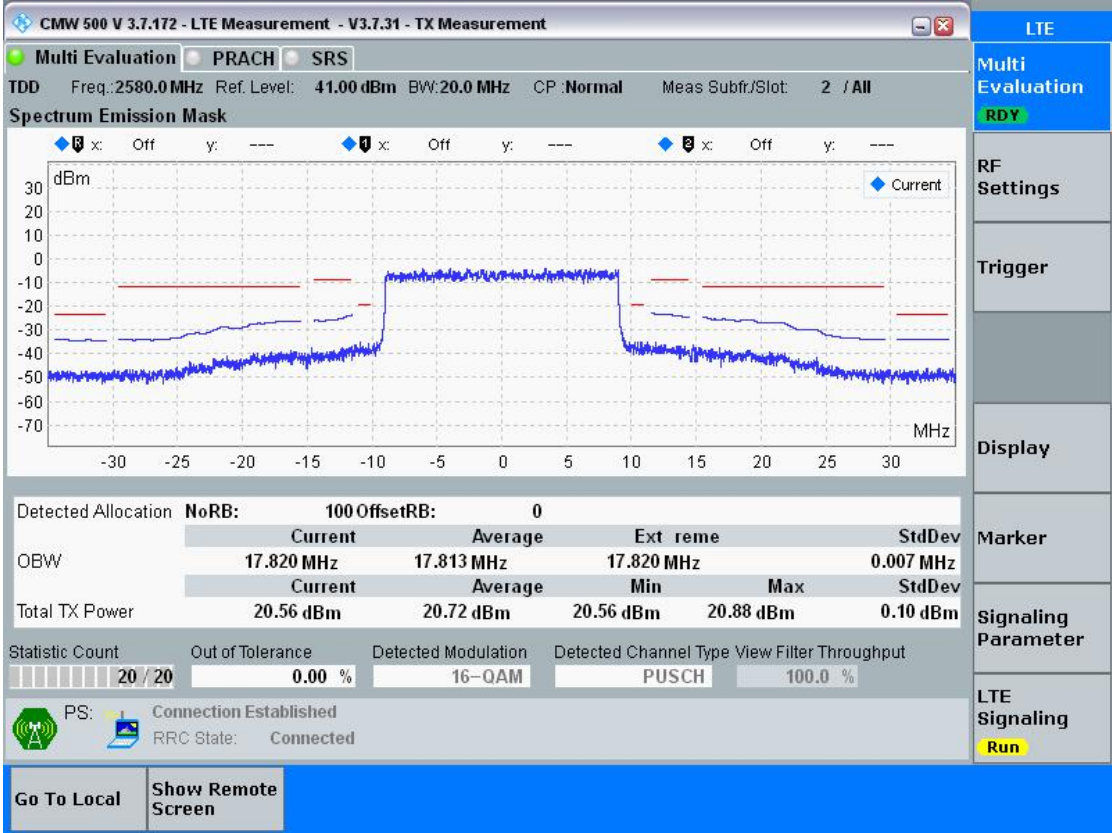 CMW 500 V 3.7.172 - LTE Measurement - V3.7.31 - TX Measurement
LTE
Multi Evaluation PRACH SRS
TDD Freq.:2580.0 MHz Ref. Level: 41.00 dBm BW:20.0 MHz CP :Normal Meas Subfr./Slot: 2 / All
Spectrum Emission Mask
R x: Off y: --- 1 x: Off y: --- 2 x: Off y: ---
dBm
Current
30
20
10
0
-10
-20
-30
-40
-50
-60
-70
MHz
-30 -25 -20 -15 -10 -5 0 5 10 15 20 25 30
Detected Allocation NoRB: 100 OffsetRB: 0
Current Average Ext reme StdDev
OBW 17.820 MHz 17.813 MHz 17.820 MHz 0.007 MHz
Current Average Min Max StdDev
Total TX Power 20.56 dBm 20.72 dBm 20.56 dBm 20.88 dBm 0.10 dBm
Statistic Count Out of Tolerance Detected Modulation Detected Channel Type View Filter Throughput
20 / 20 0.00 % 16-QAM PUSCH 100.0 %
PS: Connection Established
RRC State: Connected
Multi
Evaluation
RDY
RF
Settings
Trigger
Display
Marker
Signaling
Parameter
LTE
Signaling
Run
Go To Local
Show Remote
Screen